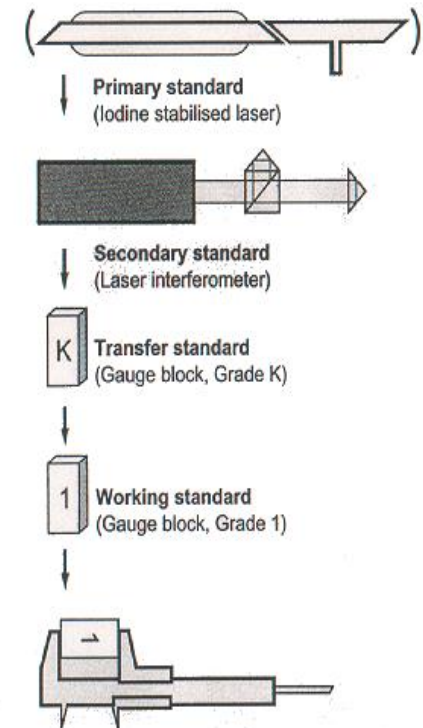 Primary standard
(Iodine stabilised laser)
Secondary standard
(Laser interferometer)
K
Transfer standard
(Gauge block, Grade K)
1
Working standard
(Gauge block, Grade 1)
1